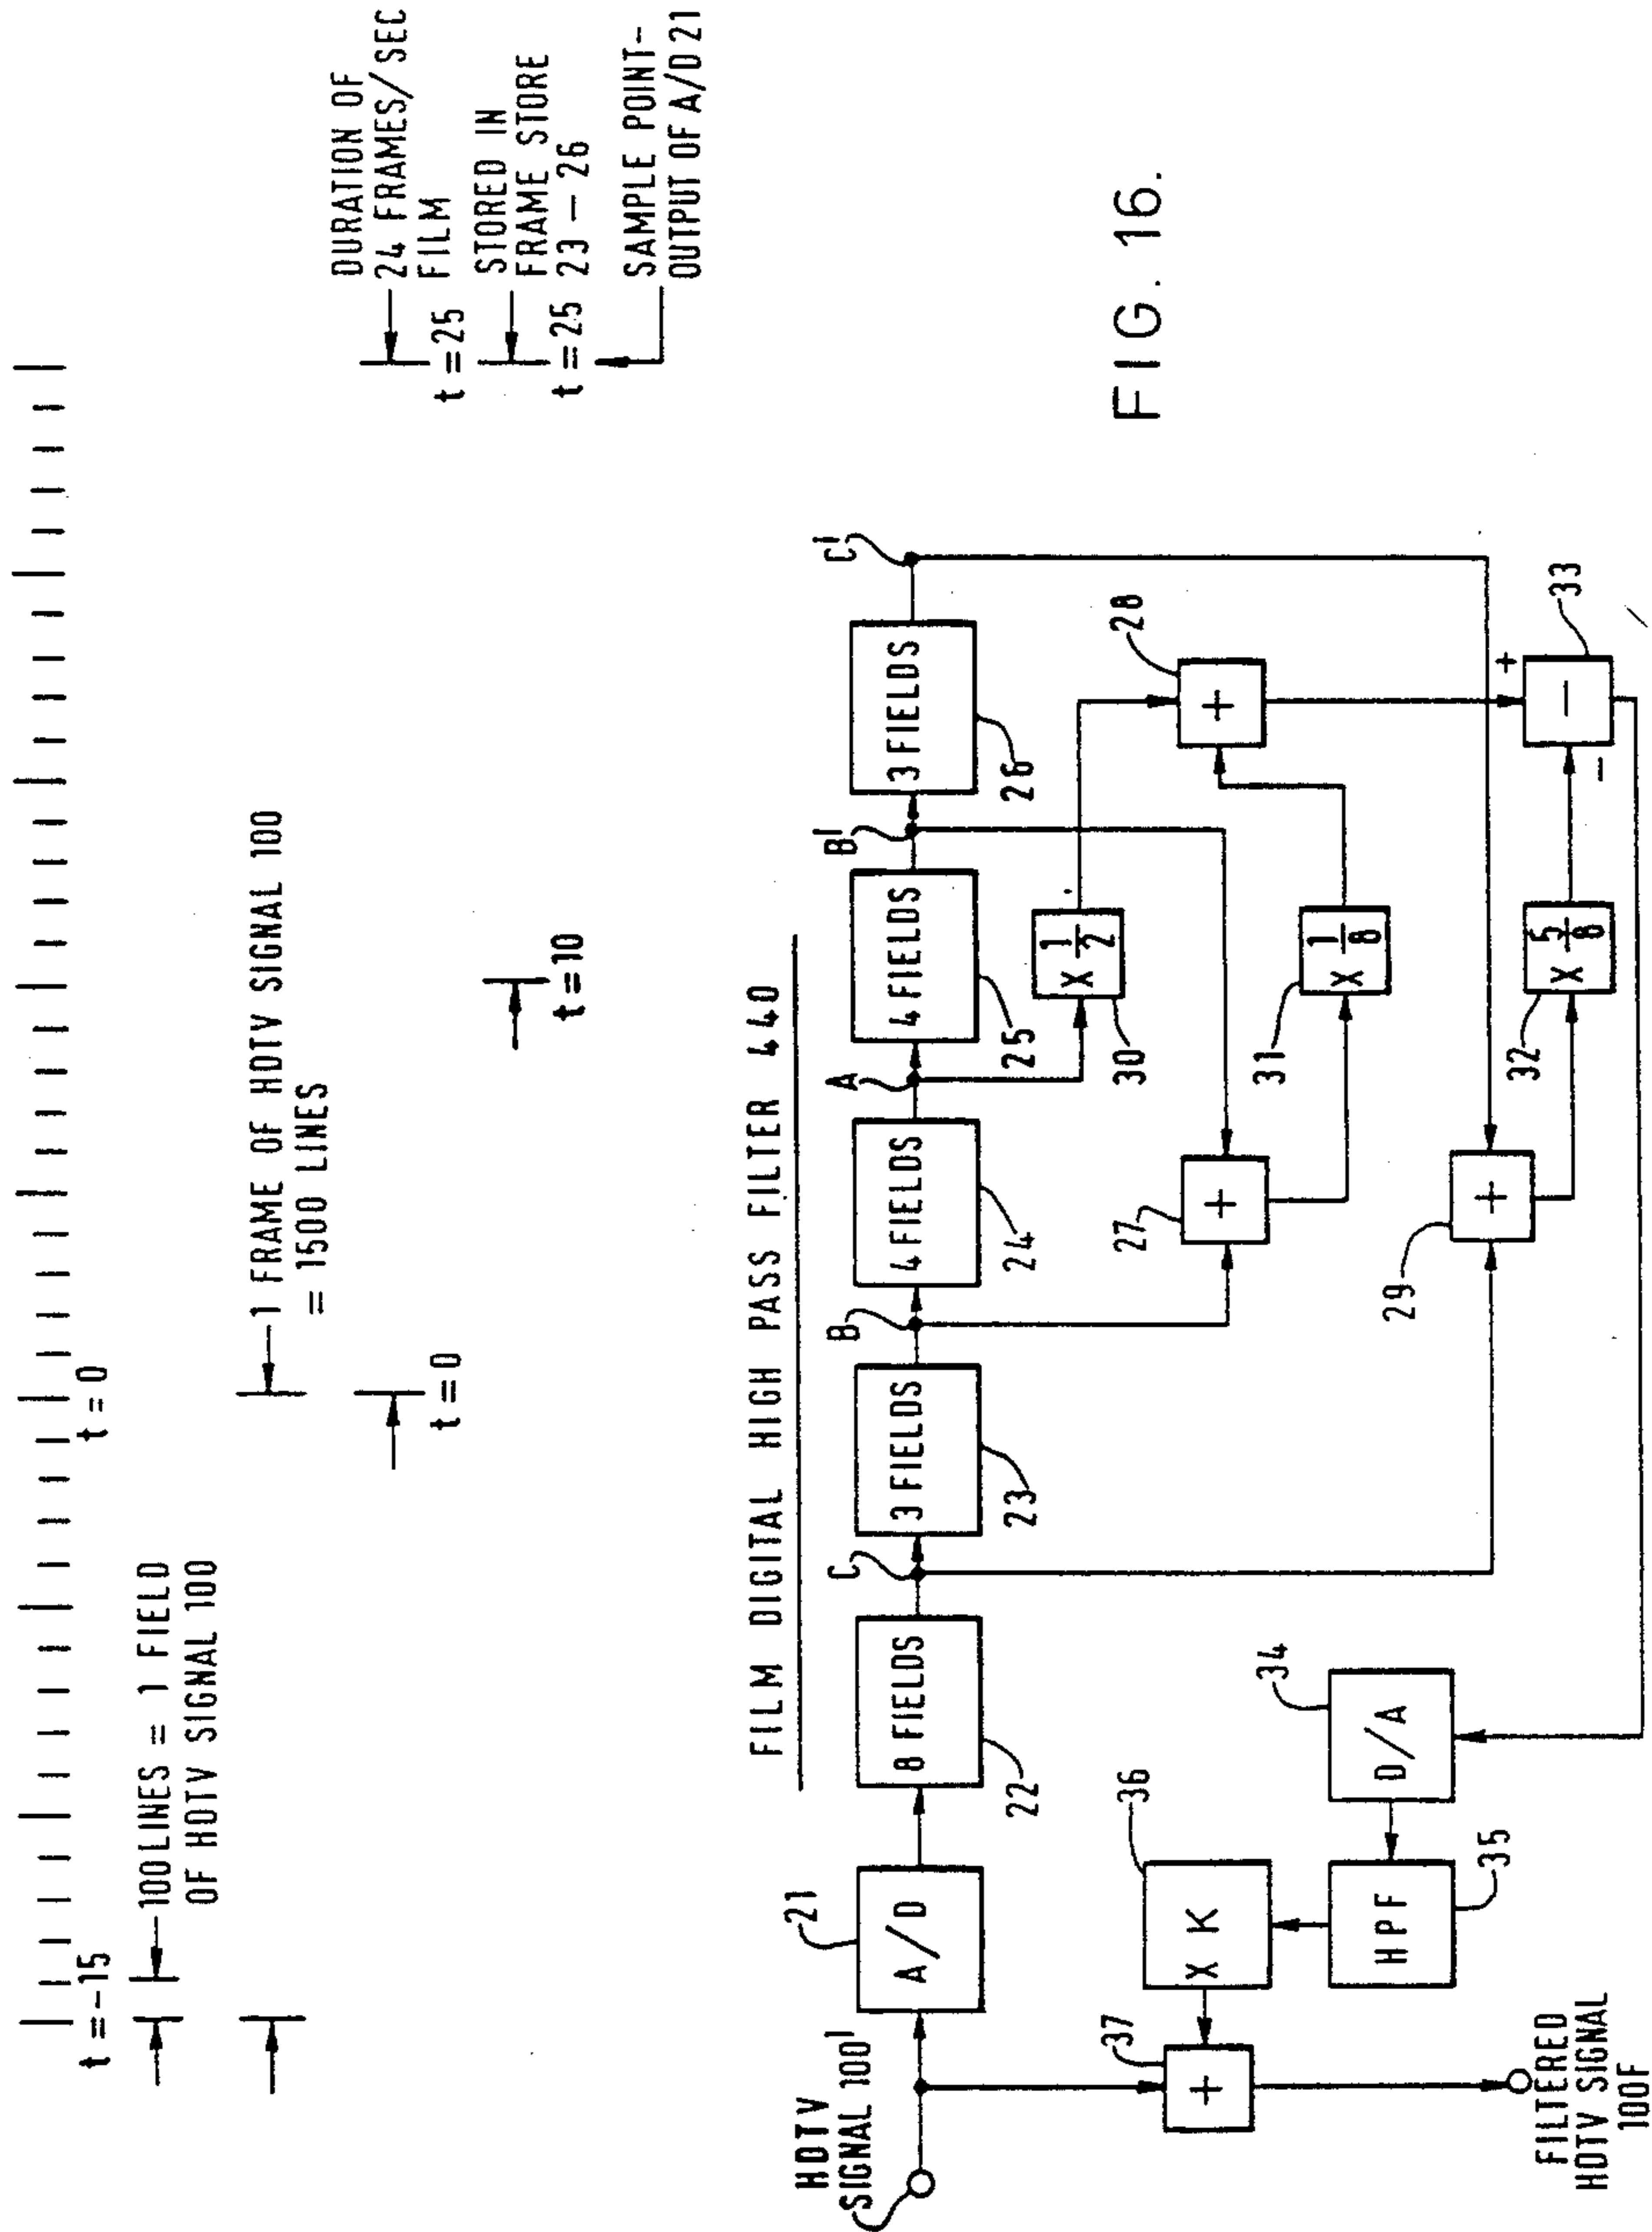 t=-15
t=0
100LINES = 1 FIELD
OF HDTV SIGNAL 100
1 FRAME OF HDTV SIGNAL 100
= 1500 LINES
t=0
t=10
DURATION OF
24 FRAMES/SEC
FILM
t=25
STORED IN
FRAME STORE
23 – 26
t=25
SAMPLE POINT-
OUTPUT OF A/D 21
FILM DIGITAL HIGH PASS FILTER 440
HDTV
SIGNAL 100'
21
A/D
8 FIELDS
22
C
3 FIELDS
23
B
4 FIELDS
24
A
4 FIELDS
25
B'
3 FIELDS
26
C'
X 1/2
30
+
28
+
27
X 1/8
31
+
29
X 5/8
32
+
−
−
33
D/A
34
HPF
35
X K
36
+
37
FILTERED
HDTV SIGNAL
100F
FIG. 16.